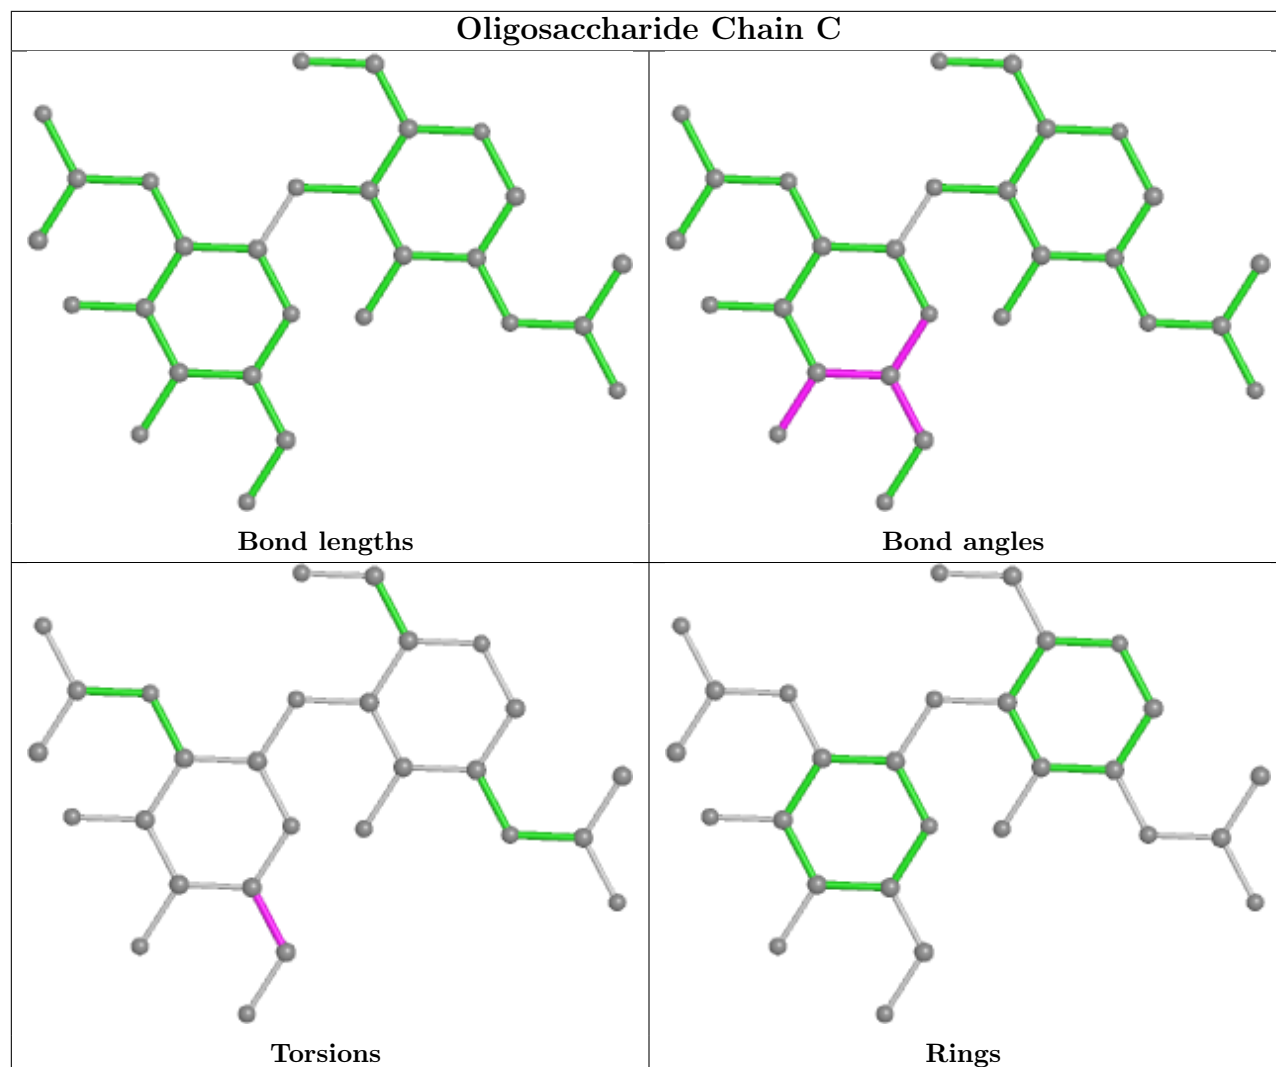 Oligosaccharide Chain C
Bond lengths
Bond angles
Torsions
Rings